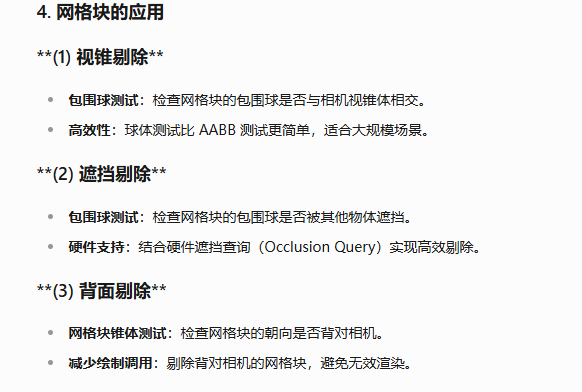 4. 网格块的应用
**(1) 视锥剔除**
包围球测试：检查网格块的包围球是否与相机视锥体相交。
高效性：球体测试比 AABB 测试更简单，适合大规模场景。
**(2) 遮挡剔除**
包围球测试：检查网格块的包围球是否被其他物体遮挡。
硬件支持：结合硬件遮挡查询（Occlusion Query）实现高效剔除。
**(3) 背面剔除**
网格块锥体测试：检查网格块的朝向是否背对相机。
减少绘制调用：剔除背对相机的网格块，避免无效渲染。